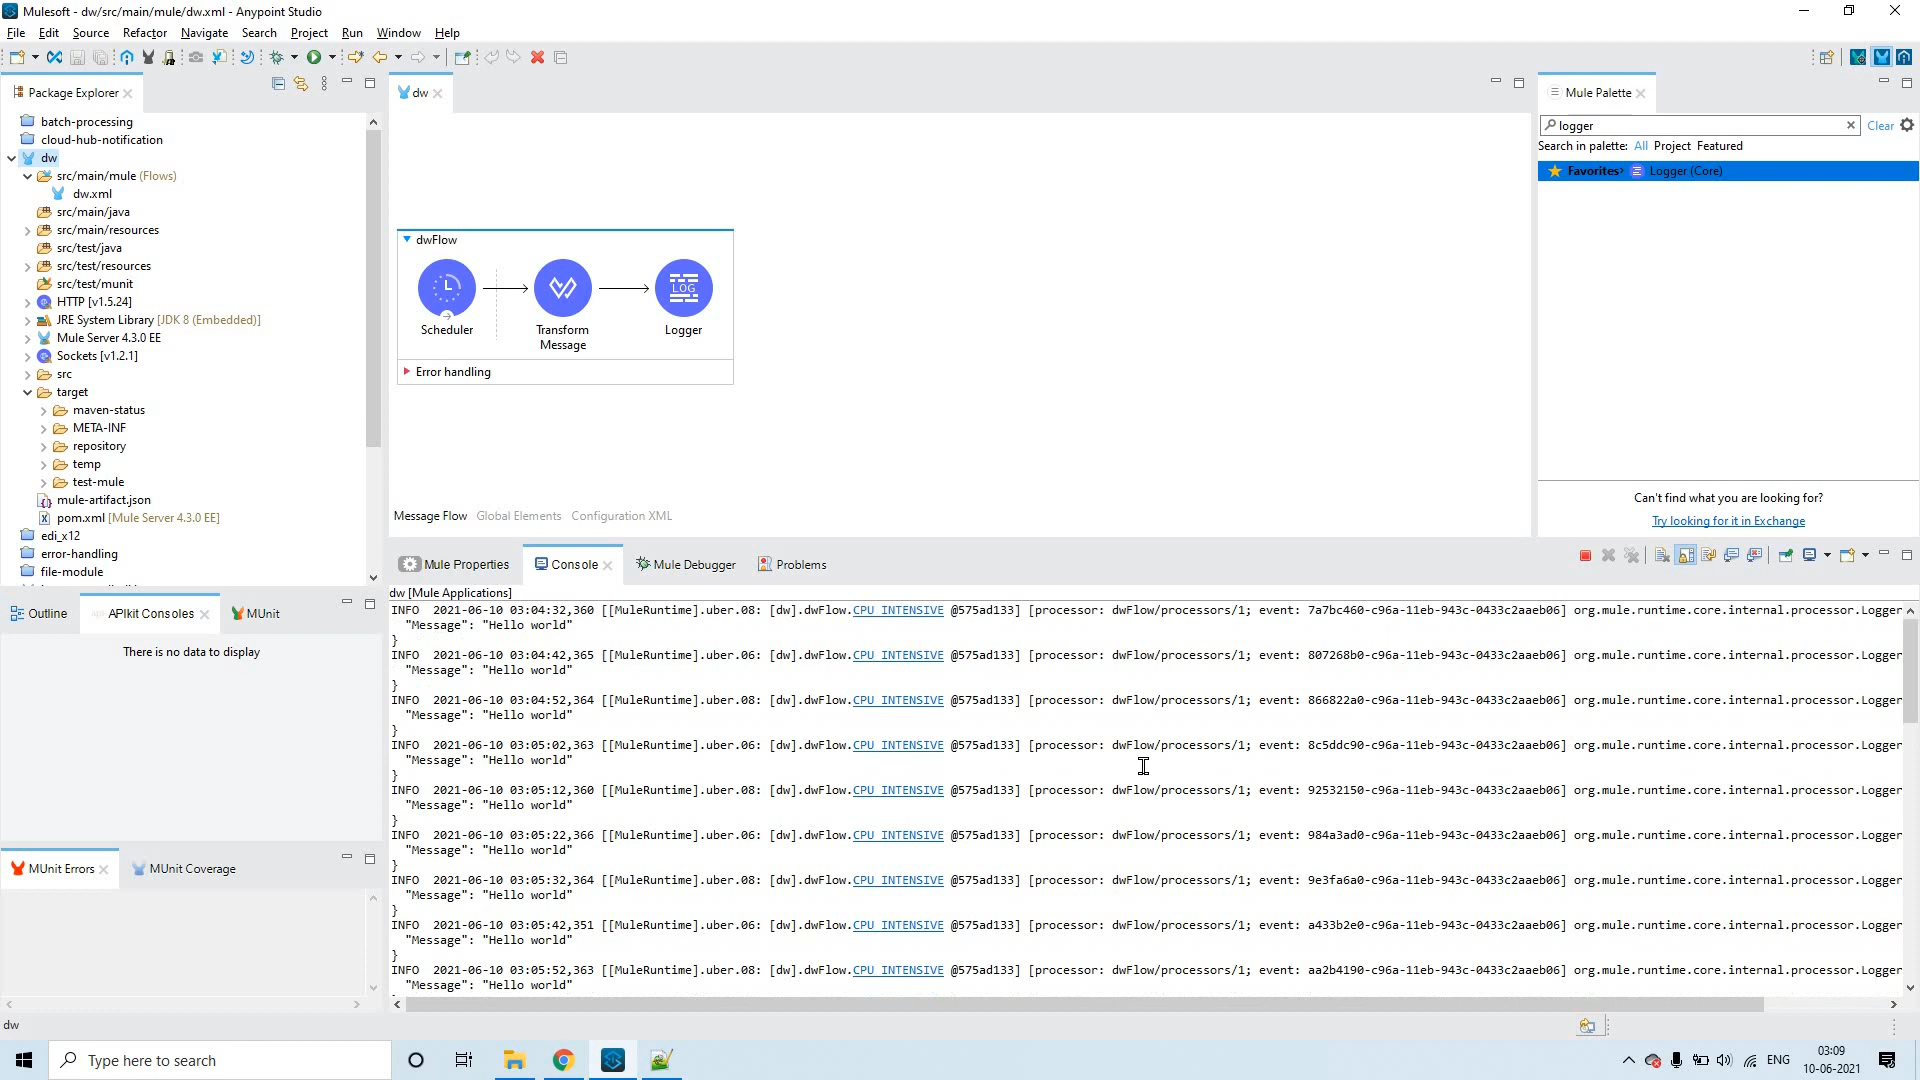 Mulesoft - dw/src/main/mule/dw.xml - Anypoint Studio
File Edit Source Refactor Navigate Search Project Run Window Help
Package Explorer
batch-processing
cloud-hub-notification
dw
src/main/mule (Flows)
dw.xml
src/main/java
src/main/resources
src/test/java
src/test/resources
src/test/munit
HTTP [v1.5.24]
JRE System Library [JDK 8 (Embedded)]
Mule Server 4.3.0 EE
Sockets [v1.2.1]
src
target
maven-status
META-INF
repository
temp
test-mule
mule-artifact.json
pom.xml [Mule Server 4.3.0 EE]
edi_x12
error-handling
file-module
dw
dwFlow
LOG
Scheduler
Transform
Message
Logger
Error handling
Message Flow Global Elements Configuration XML
Mule Palette
logger
Clear
Search in palette: All Project Featured
Favorites> Logger (Core)
Can't find what you are looking for?
Try looking for it in Exchange
Outline APIkit Consoles MUnit
There is no data to display
MUnit Errors MUnit Coverage
Mule Properties Console Mule Debugger Problems
dw [Mule Applications]
INFO  2021-06-10 03:04:32,360 [[MuleRuntime].uber.08: [dw].dwFlow.CPU_INTENSIVE @575ad133] [processor: dwFlow/processors/1; event: 7a7bc460-c96a-11eb-943c-0433c2aaeb06] org.mule.runtime.core.internal.processor.Logger
"Message": "Hello world"
}
INFO  2021-06-10 03:04:42,365 [[MuleRuntime].uber.06: [dw].dwFlow.CPU_INTENSIVE @575ad133] [processor: dwFlow/processors/1; event: 807268b0-c96a-11eb-943c-0433c2aaeb06] org.mule.runtime.core.internal.processor.Logger
"Message": "Hello world"
}
INFO  2021-06-10 03:04:52,364 [[MuleRuntime].uber.08: [dw].dwFlow.CPU_INTENSIVE @575ad133] [processor: dwFlow/processors/1; event: 866822a0-c96a-11eb-943c-0433c2aaeb06] org.mule.runtime.core.internal.processor.Logger
"Message": "Hello world"
}
INFO  2021-06-10 03:05:02,363 [[MuleRuntime].uber.06: [dw].dwFlow.CPU_INTENSIVE @575ad133] [processor: dwFlow/processors/1; event: 8c5ddc90-c96a-11eb-943c-0433c2aaeb06] org.mule.runtime.core.internal.processor.Logger
"Message": "Hello world"
}
INFO  2021-06-10 03:05:12,360 [[MuleRuntime].uber.08: [dw].dwFlow.CPU_INTENSIVE @575ad133] [processor: dwFlow/processors/1; event: 92532150-c96a-11eb-943c-0433c2aaeb06] org.mule.runtime.core.internal.processor.Logger
"Message": "Hello world"
}
INFO  2021-06-10 03:05:22,366 [[MuleRuntime].uber.06: [dw].dwFlow.CPU_INTENSIVE @575ad133] [processor: dwFlow/processors/1; event: 984a3ad0-c96a-11eb-943c-0433c2aaeb06] org.mule.runtime.core.internal.processor.Logger
"Message": "Hello world"
}
INFO  2021-06-10 03:05:32,364 [[MuleRuntime].uber.08: [dw].dwFlow.CPU_INTENSIVE @575ad133] [processor: dwFlow/processors/1; event: 9e3fa6a0-c96a-11eb-943c-0433c2aaeb06] org.mule.runtime.core.internal.processor.Logger
"Message": "Hello world"
}
INFO  2021-06-10 03:05:42,351 [[MuleRuntime].uber.06: [dw].dwFlow.CPU_INTENSIVE @575ad133] [processor: dwFlow/processors/1; event: a433b2e0-c96a-11eb-943c-0433c2aaeb06] org.mule.runtime.core.internal.processor.Logger
"Message": "Hello world"
}
INFO  2021-06-10 03:05:52,363 [[MuleRuntime].uber.08: [dw].dwFlow.CPU_INTENSIVE @575ad133] [processor: dwFlow/processors/1; event: aa2b4190-c96a-11eb-943c-0433c2aaeb06] org.mule.runtime.core.internal.processor.Logger
"Message": "Hello world"
dw
Type here to search
ENG
03:09
10-06-2021